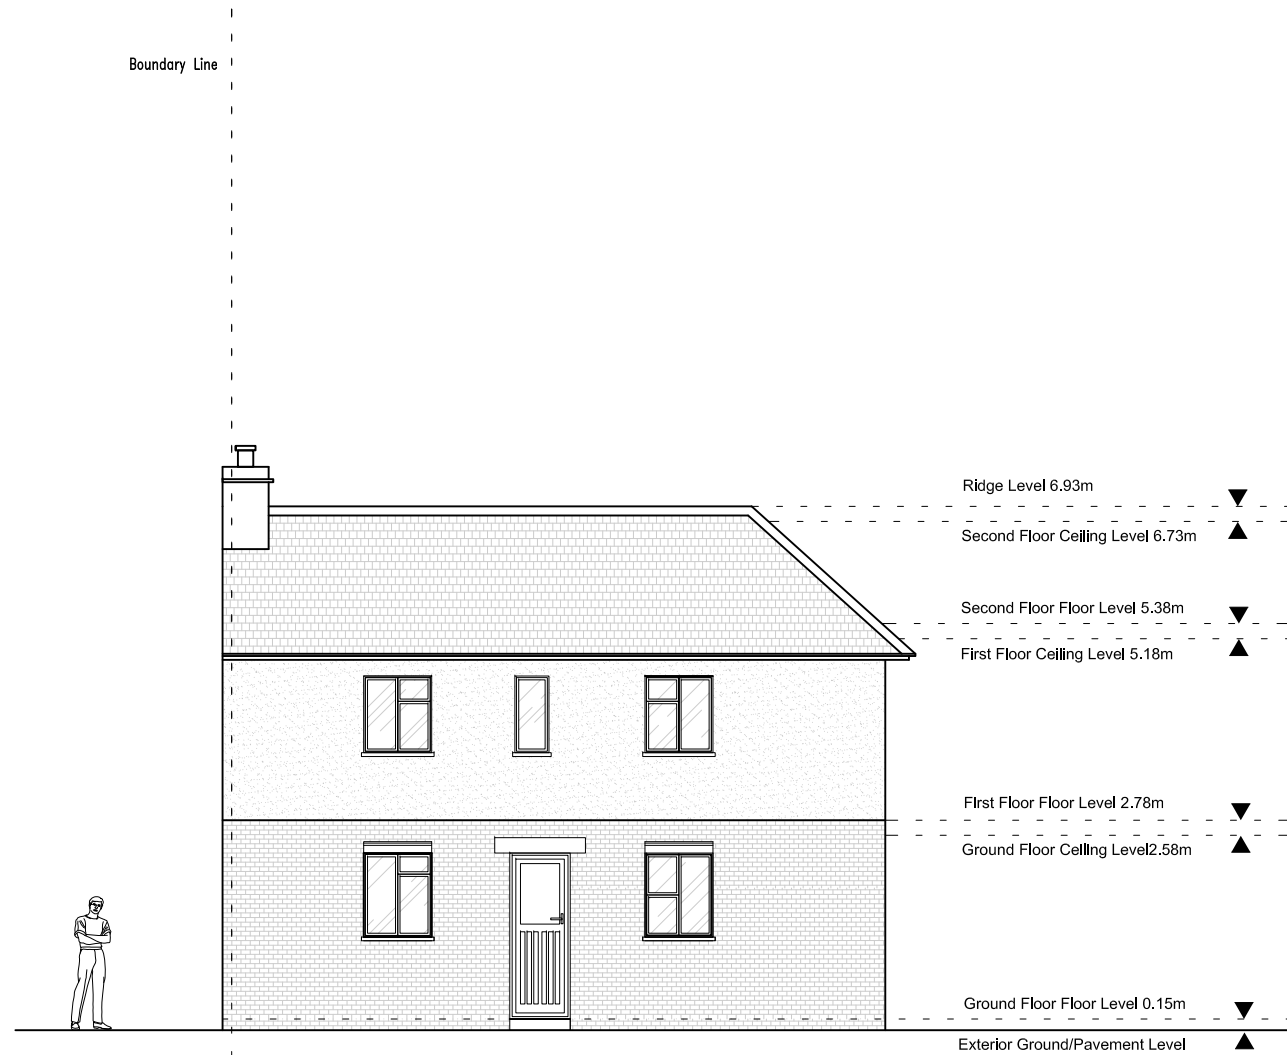 Boundary Line
Ridge Level 6.93m
Second Floor Ceiling Level 6.73m
Second Floor Floor Level 5.38m
First Floor Ceiling Level 5.18m
First Floor Floor Level 2.78m
Ground Floor Ceiling Level2.58m
Ground Floor Floor Level 0.15m
Exterior Ground/Pavement Level